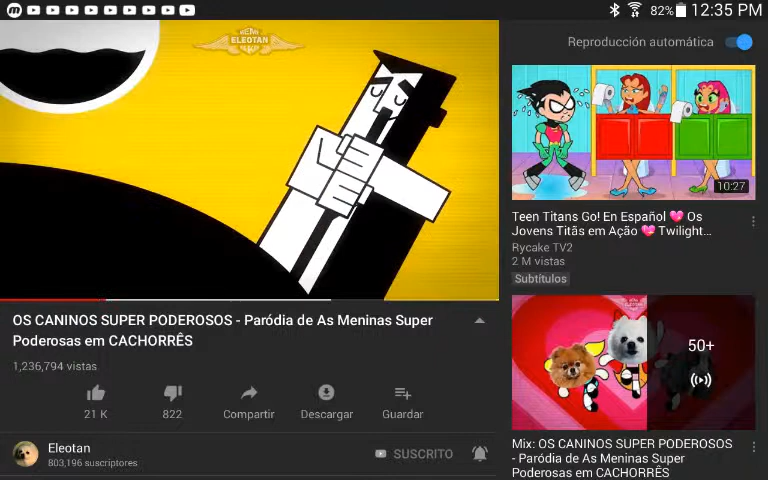 82% 12:35 PM
MEMI
ELEOTAN
Reproducción automática
10:27
Teen Titans Go! En Español 💖 Os
Jovens Titãs em Ação 💖 Twilight...
Rycake TV2
2 M vistas
Subtítulos
OS CANINOS SUPER PODEROSOS - Paródia de As Meninas Super
Poderosas em CACHORRÊS
1,236,794 vistas
21 K
822
Compartir
Descargar
Guardar
Eleotan
803,196 suscriptores
SUSCRITO
50+
Mix: OS CANINOS SUPER PODEROSOS
- Paródia de As Meninas Super
Poderosas em CACHORRÊS